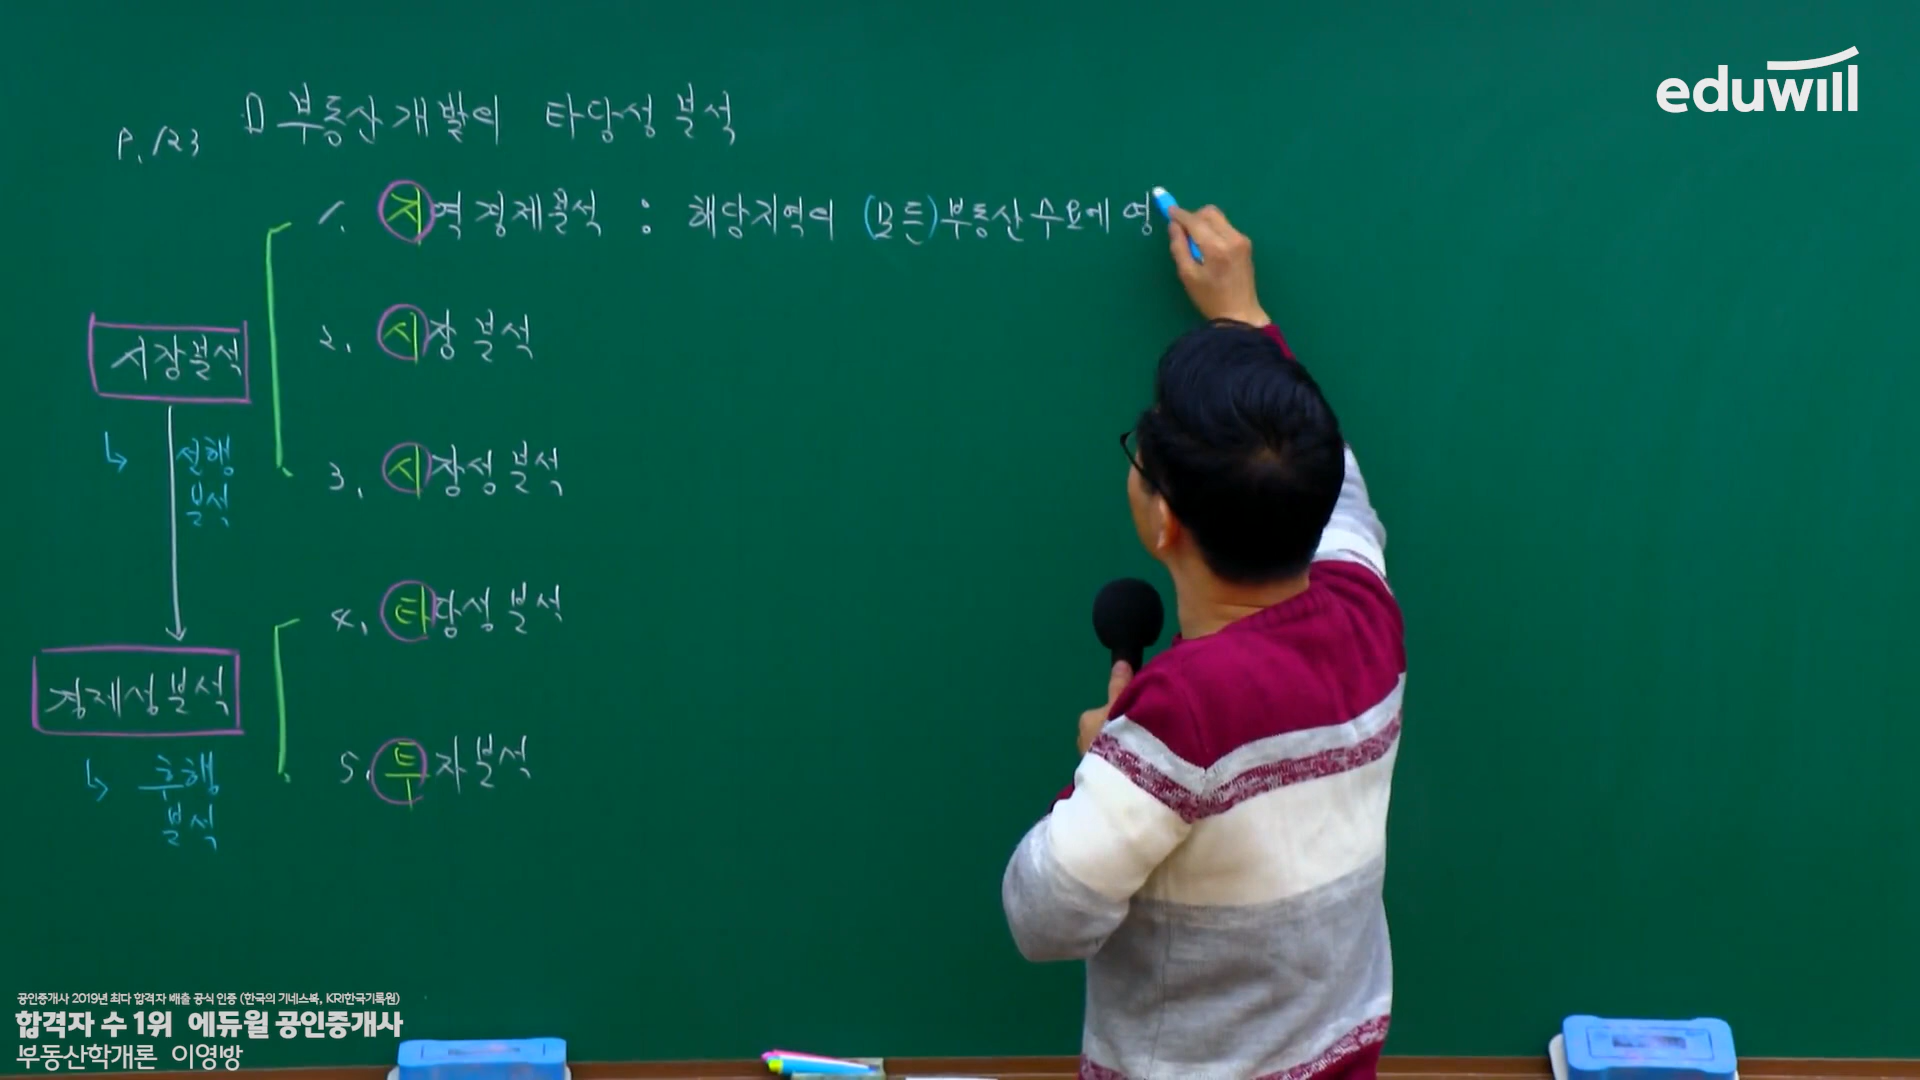 eduwill
P.123
D 부동산개발의 타당성 분석
1. 지역경제분석 : 해당지역의 (모든) 부동산수요에 영
2. 시장분석
시장분석
3. 시장성분석
↳ 선행
분석
4. 타당성분석
경제성분석
5. 투자분석
↳ 후행
분석
공인중개사 2019년 최다 합격자 배출 공식 인증 (한국의 기네스북, KRI한국기록원)
합격자 수 1위 에듀윌 공인중개사
부동산학개론 이영방